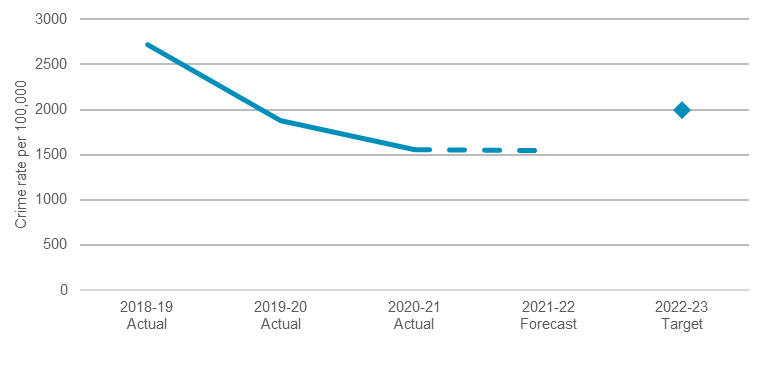 3000
2500
2000
1500
1000
500
0
Crime rate per 100,000
2018-19
Actual
2019-20
Actual
2020-21
Actual
2021-22
Forecast
2022-23
Target